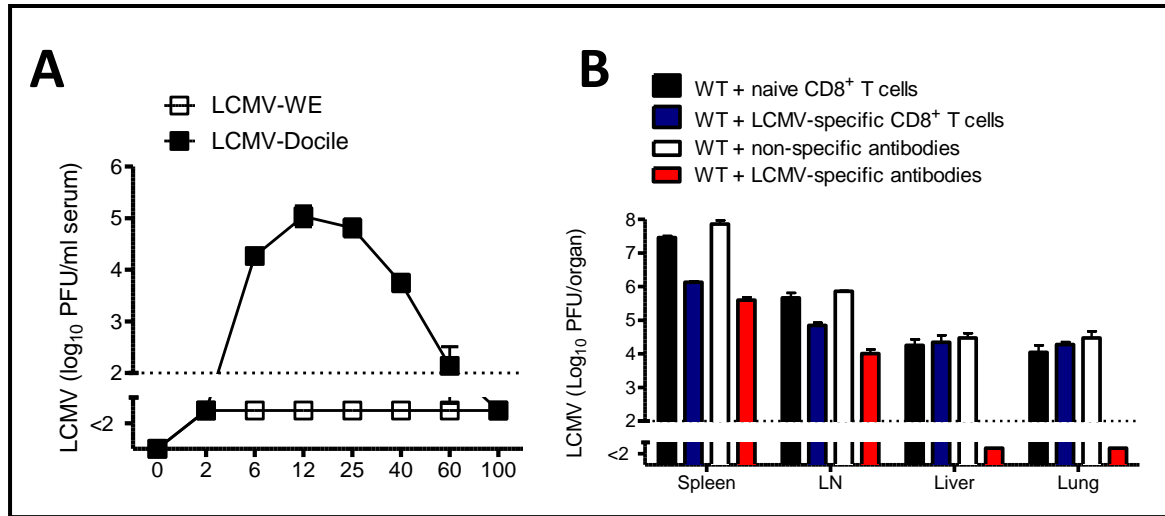 A
LCMV-WE
LCMV-Docile
LCMV (log₁₀ PFU/ml serum)
6
5
4
3
2
<2
0 2 6 12 25 40 60 100
B
WT + naive CD8⁺ T cells
WT + LCMV-specific CD8⁺ T cells
WT + non-specific antibodies
WT + LCMV-specific antibodies
LCMV (Log₁₀ PFU/organ)
8
7
6
5
4
3
2
<2
Spleen LN Liver Lung